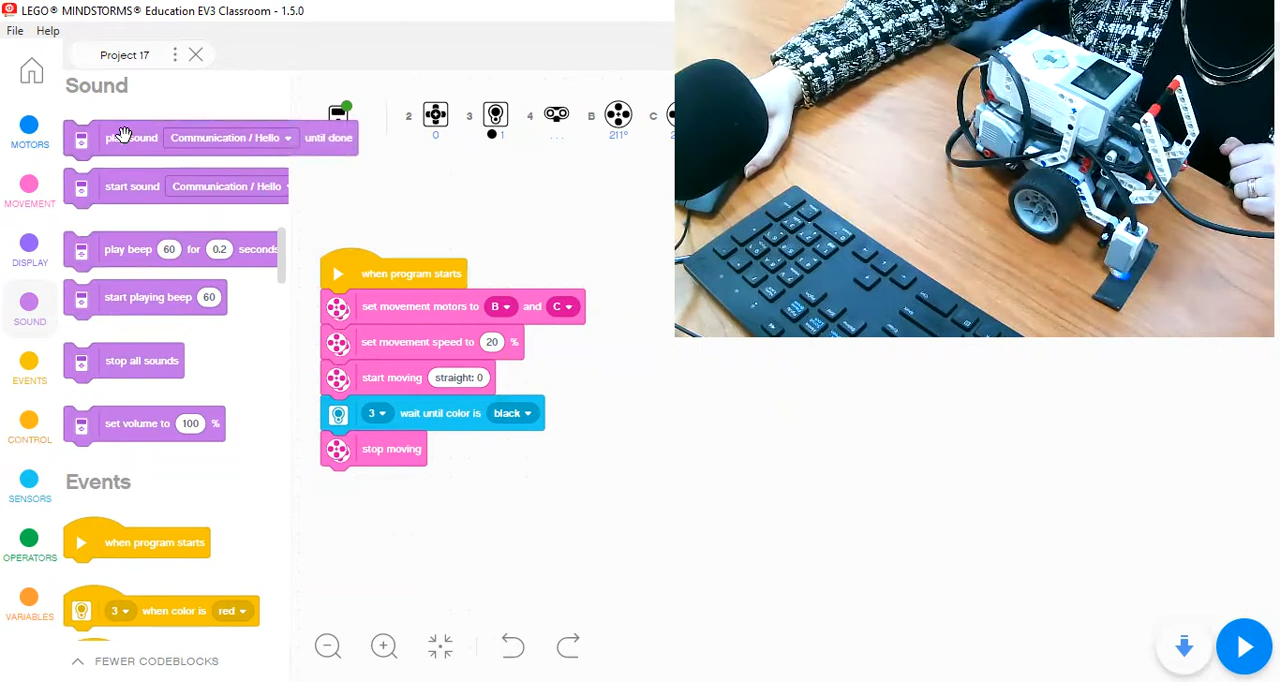 LEGO® MINDSTORMS® Education EV3 Classroom - 1.5.0
File Help
Project 17
MOTORS
MOVEMENT
DISPLAY
SOUND
EVENTS
CONTROL
SENSORS
OPERATORS
VARIABLES
Sound
sound Communication / Hello until done
start sound Communication / Hello
play beep 60 for 0.2 seconds
start playing beep 60
stop all sounds
set volume to 100 %
Events
when program starts
3 when color is red
FEWER CODEBLOCKS
2 3 4 B C
0 1 ... 211°
when program starts
set movement motors to B and C
set movement speed to 20 %
start moving straight: 0
3 wait until color is black
stop moving